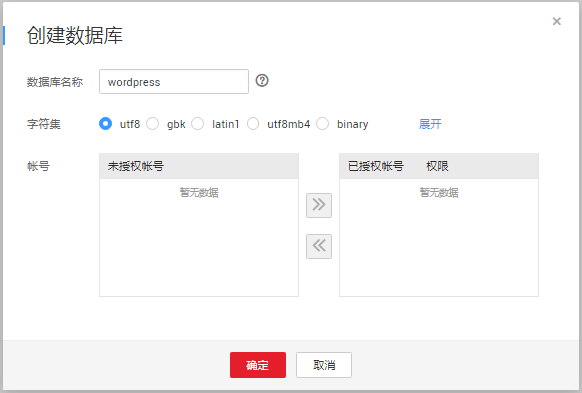 创建数据库
数据库名称 wordpress
字符集 utf8 gbk latin1 utf8mb4 binary 展开
帐号 未授权帐号 已授权帐号 权限
暂无数据 暂无数据
确定 取消